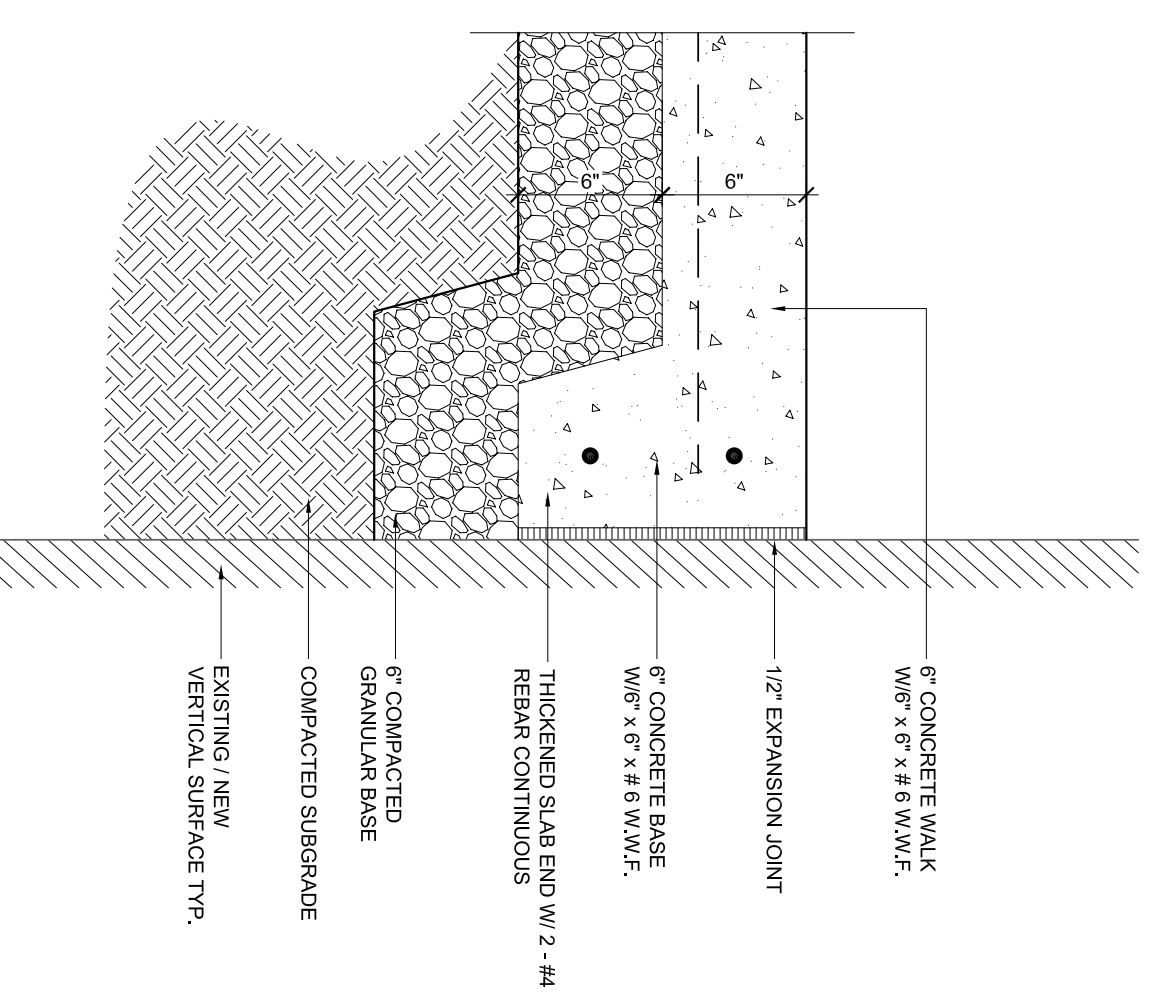 6" CONCRETE WALK
W/6" x 6" x # 6 W.W.F.
1/2" EXPANSION JOINT
6" CONCRETE BASE
W/6" x 6" x # 6 W.W.F.
THICKENED SLAB END W/ 2 - #4
REBAR CONTINUOUS
6" COMPACTED
GRANULAR BASE
COMPACTED SUBGRADE
EXISTING / NEW
VERTICAL SURFACE TYP.
6"
6"